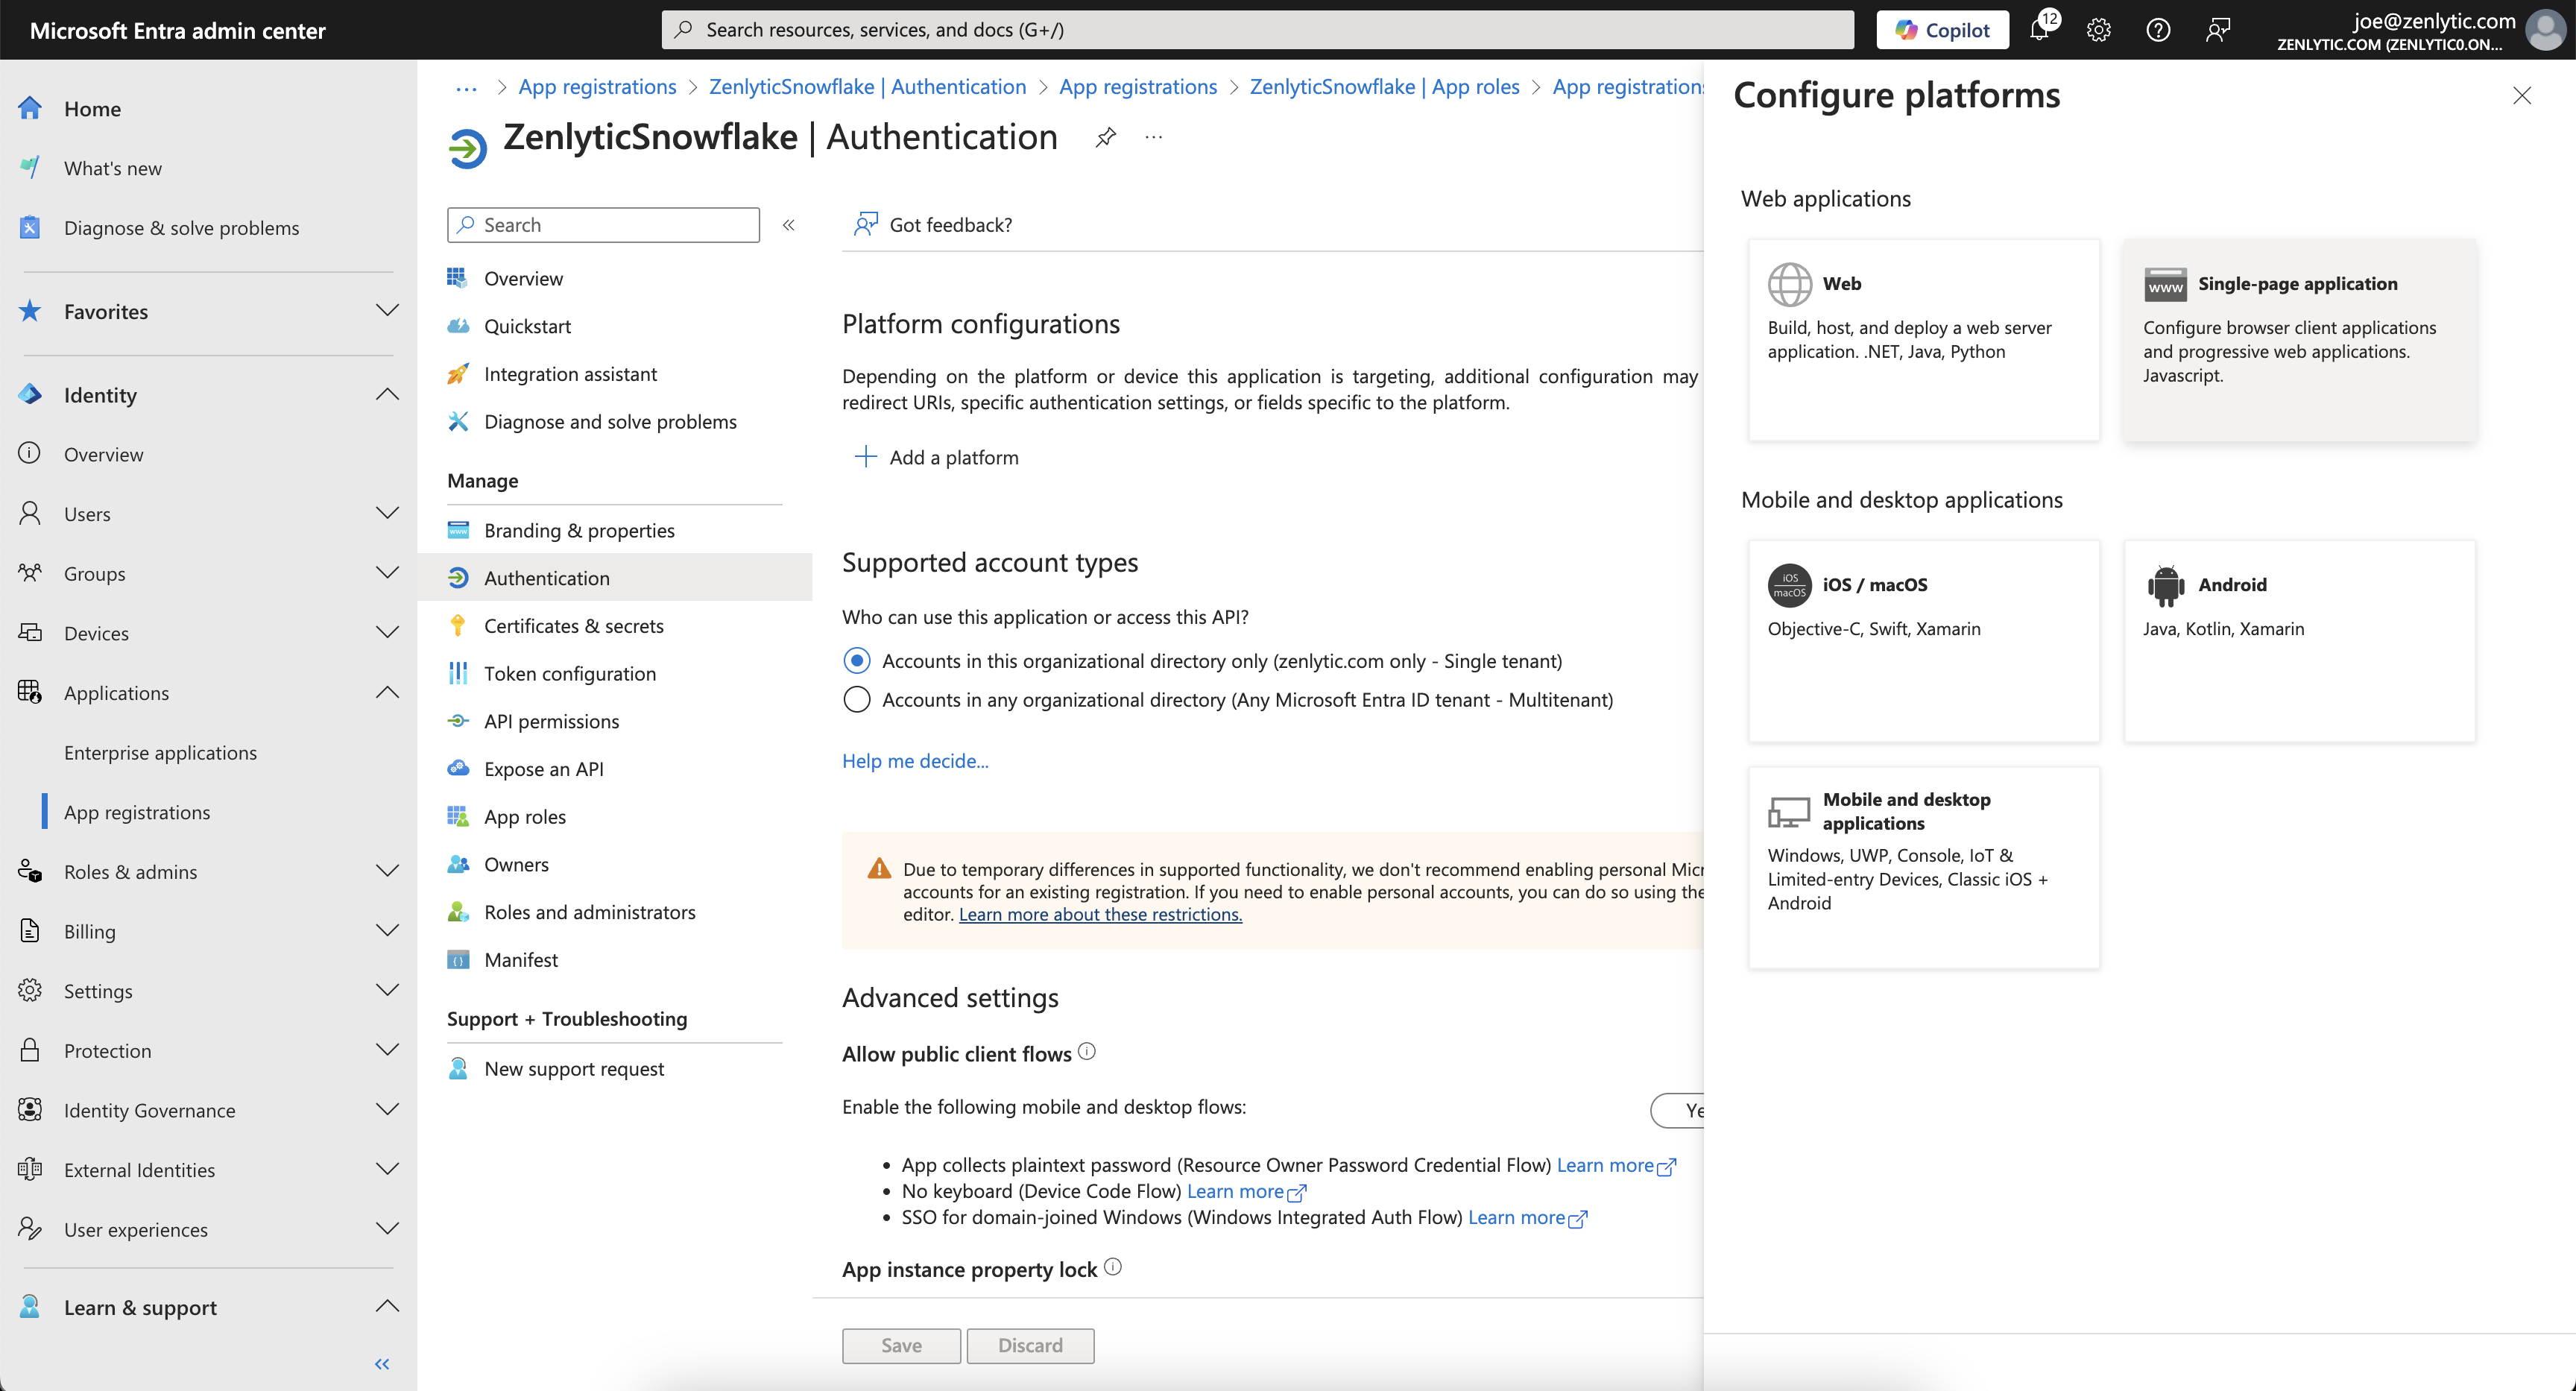 Microsoft Entra admin center
Search resources, services, and docs (G+/)
Copilot
12
joe@zenlytic.com
ZENLYTIC.COM (ZENLYTIC0.ON...
Home
What's new
Diagnose & solve problems
Favorites
Identity
Overview
Users
Groups
Devices
Applications
Enterprise applications
App registrations
Roles & admins
Billing
Settings
Protection
Identity Governance
External Identities
User experiences
Learn & support
... > App registrations > ZenlyticSnowflake | Authentication > App registrations > ZenlyticSnowflake | App roles > App registrations
ZenlyticSnowflake | Authentication
Search
Overview
Quickstart
Integration assistant
Diagnose and solve problems
Manage
Branding & properties
Authentication
Certificates & secrets
Token configuration
API permissions
Expose an API
App roles
Owners
Roles and administrators
Manifest
Support + Troubleshooting
New support request
Got feedback?
Platform configurations
Depending on the platform or device this application is targeting, additional configuration may
redirect URIs, specific authentication settings, or fields specific to the platform.
Add a platform
Supported account types
Who can use this application or access this API?
Accounts in this organizational directory only (zenlytic.com only - Single tenant)
Accounts in any organizational directory (Any Microsoft Entra ID tenant - Multitenant)
Help me decide...
Due to temporary differences in supported functionality, we don't recommend enabling personal Micr
accounts for an existing registration. If you need to enable personal accounts, you can do so using the
editor. Learn more about these restrictions.
Advanced settings
Allow public client flows
Enable the following mobile and desktop flows:
Ye
• App collects plaintext password (Resource Owner Password Credential Flow) Learn more
• No keyboard (Device Code Flow) Learn more
• SSO for domain-joined Windows (Windows Integrated Auth Flow) Learn more
App instance property lock
Save
Discard
Configure platforms
Web applications
Web
Build, host, and deploy a web server
application. .NET, Java, Python
www
Single-page application
Configure browser client applications
and progressive web applications.
Javascript.
Mobile and desktop applications
iOS
macOS
iOS / macOS
Objective-C, Swift, Xamarin
Android
Java, Kotlin, Xamarin
Mobile and desktop
applications
Windows, UWP, Console, IoT &
Limited-entry Devices, Classic iOS +
Android